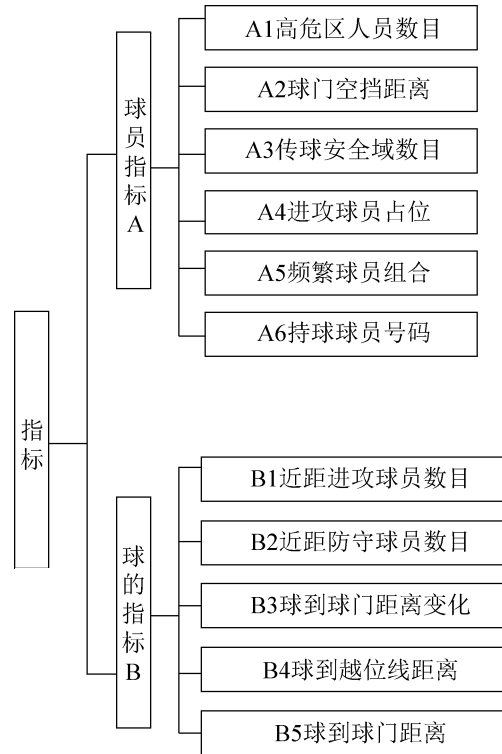 指标
球员指标A
A1高危区人员数目
A2球门空挡距离
A3传球安全域数目
A4进攻球员占位
A5频繁球员组合
A6持球球员号码
球的指标B
B1近距进攻球员数目
B2近距防守球员数目
B3球到球门距离变化
B4球到越位线距离
B5球到球门距离